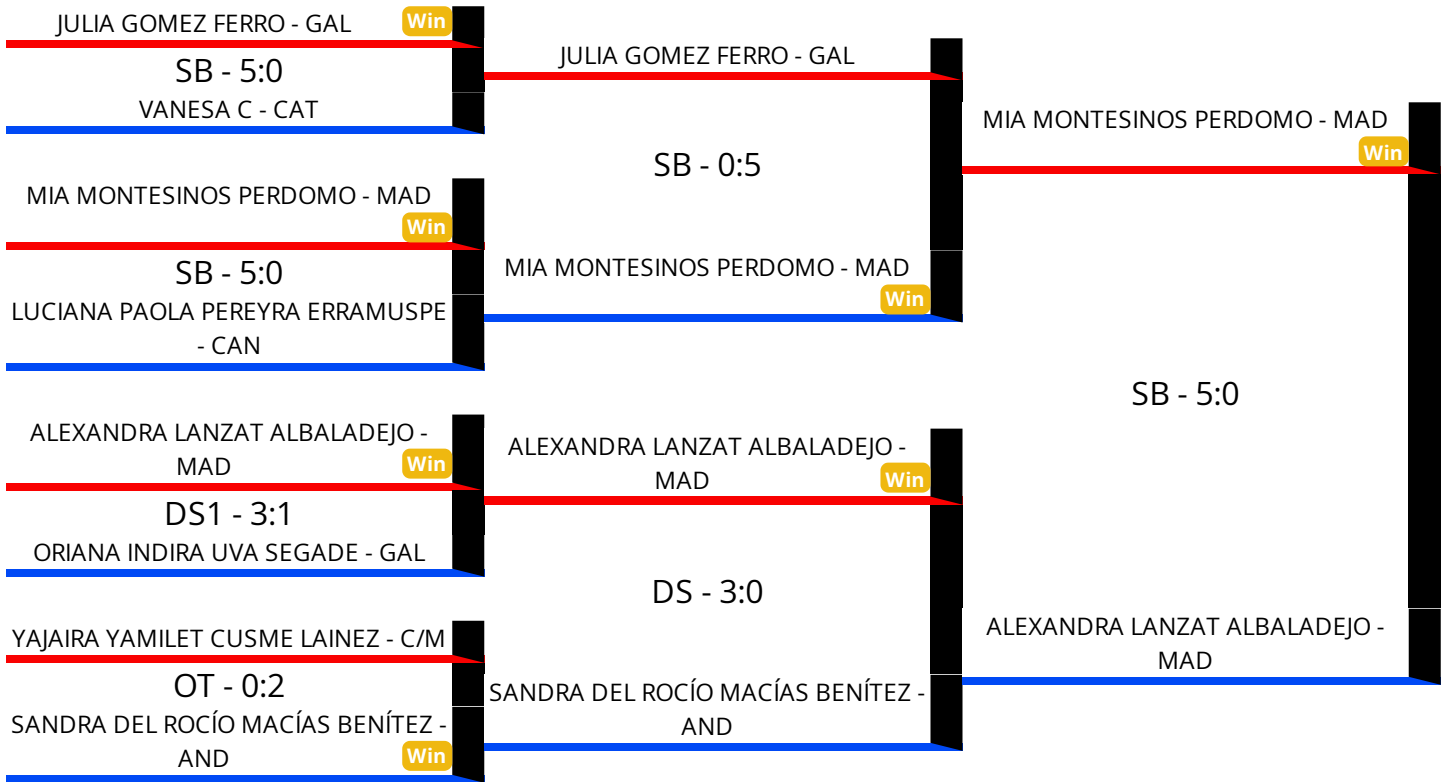 JULIA GOMEZ FERRO - GAL
Win
SB - 5:0
VANESA C - CAT
MIA MONTESINOS PERDOMO - MAD
Win
SB - 5:0
LUCIANA PAOLA PEREYRA ERRAMUSPE
- CAN
ALEXANDRA LANZAT ALBALADEJO -
MAD
Win
DS1 - 3:1
ORIANA INDIRA UVA SEGADE - GAL
YAJAIRA YAMILET CUSME LAINEZ - C/M
OT - 0:2
SANDRA DEL ROCÍO MACÍAS BENÍTEZ -
AND
Win
JULIA GOMEZ FERRO - GAL
SB - 0:5
MIA MONTESINOS PERDOMO - MAD
Win
ALEXANDRA LANZAT ALBALADEJO -
MAD
Win
DS - 3:0
SANDRA DEL ROCÍO MACÍAS BENÍTEZ -
AND
MIA MONTESINOS PERDOMO - MAD
Win
SB - 5:0
ALEXANDRA LANZAT ALBALADEJO -
MAD